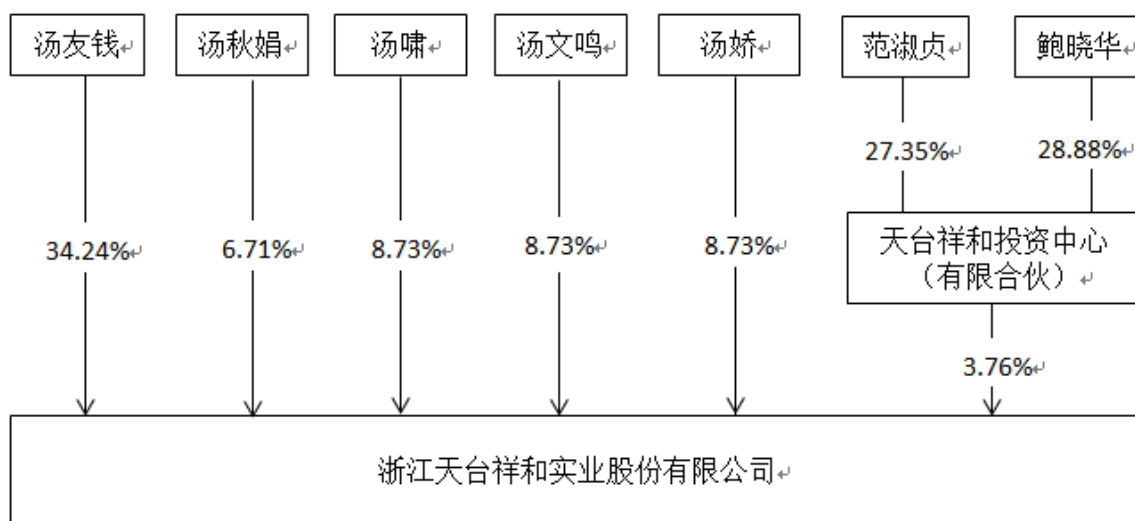 汤友钱
汤秋娟
汤啸
汤文鸣
汤娇
范淑贞
鲍晓华
27.35%
28.88%
34.24%
6.71%
8.73%
8.73%
8.73%
天台祥和投资中心
（有限合伙）
3.76%
浙江天台祥和实业股份有限公司